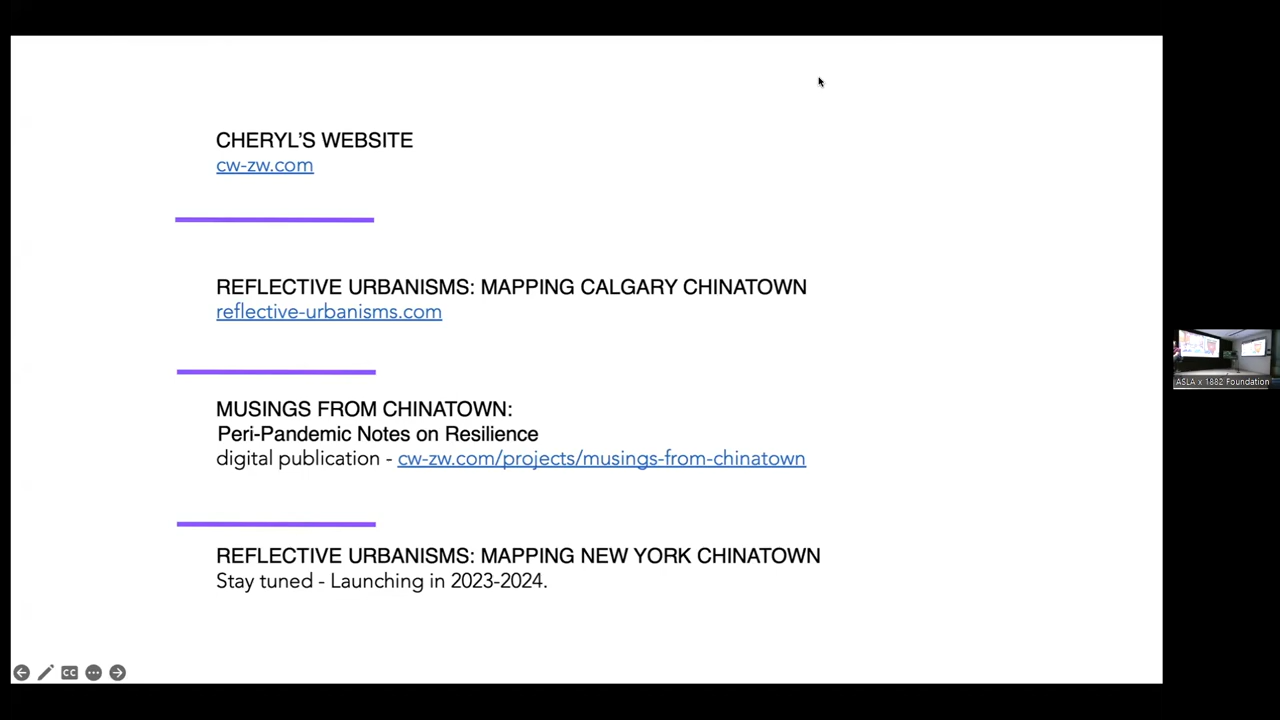 CHERYL'S WEBSITE
cw-zw.com
REFLECTIVE URBANISMS: MAPPING CALGARY CHINATOWN
reflective-urbanisms.com
MUSINGS FROM CHINATOWN:
Peri-Pandemic Notes on Resilience
digital publication - cw-zw.com/projects/musings-from-chinatown
REFLECTIVE URBANISMS: MAPPING NEW YORK CHINATOWN
Stay tuned - Launching in 2023-2024.
CC
ASLA x 1882 Foundation